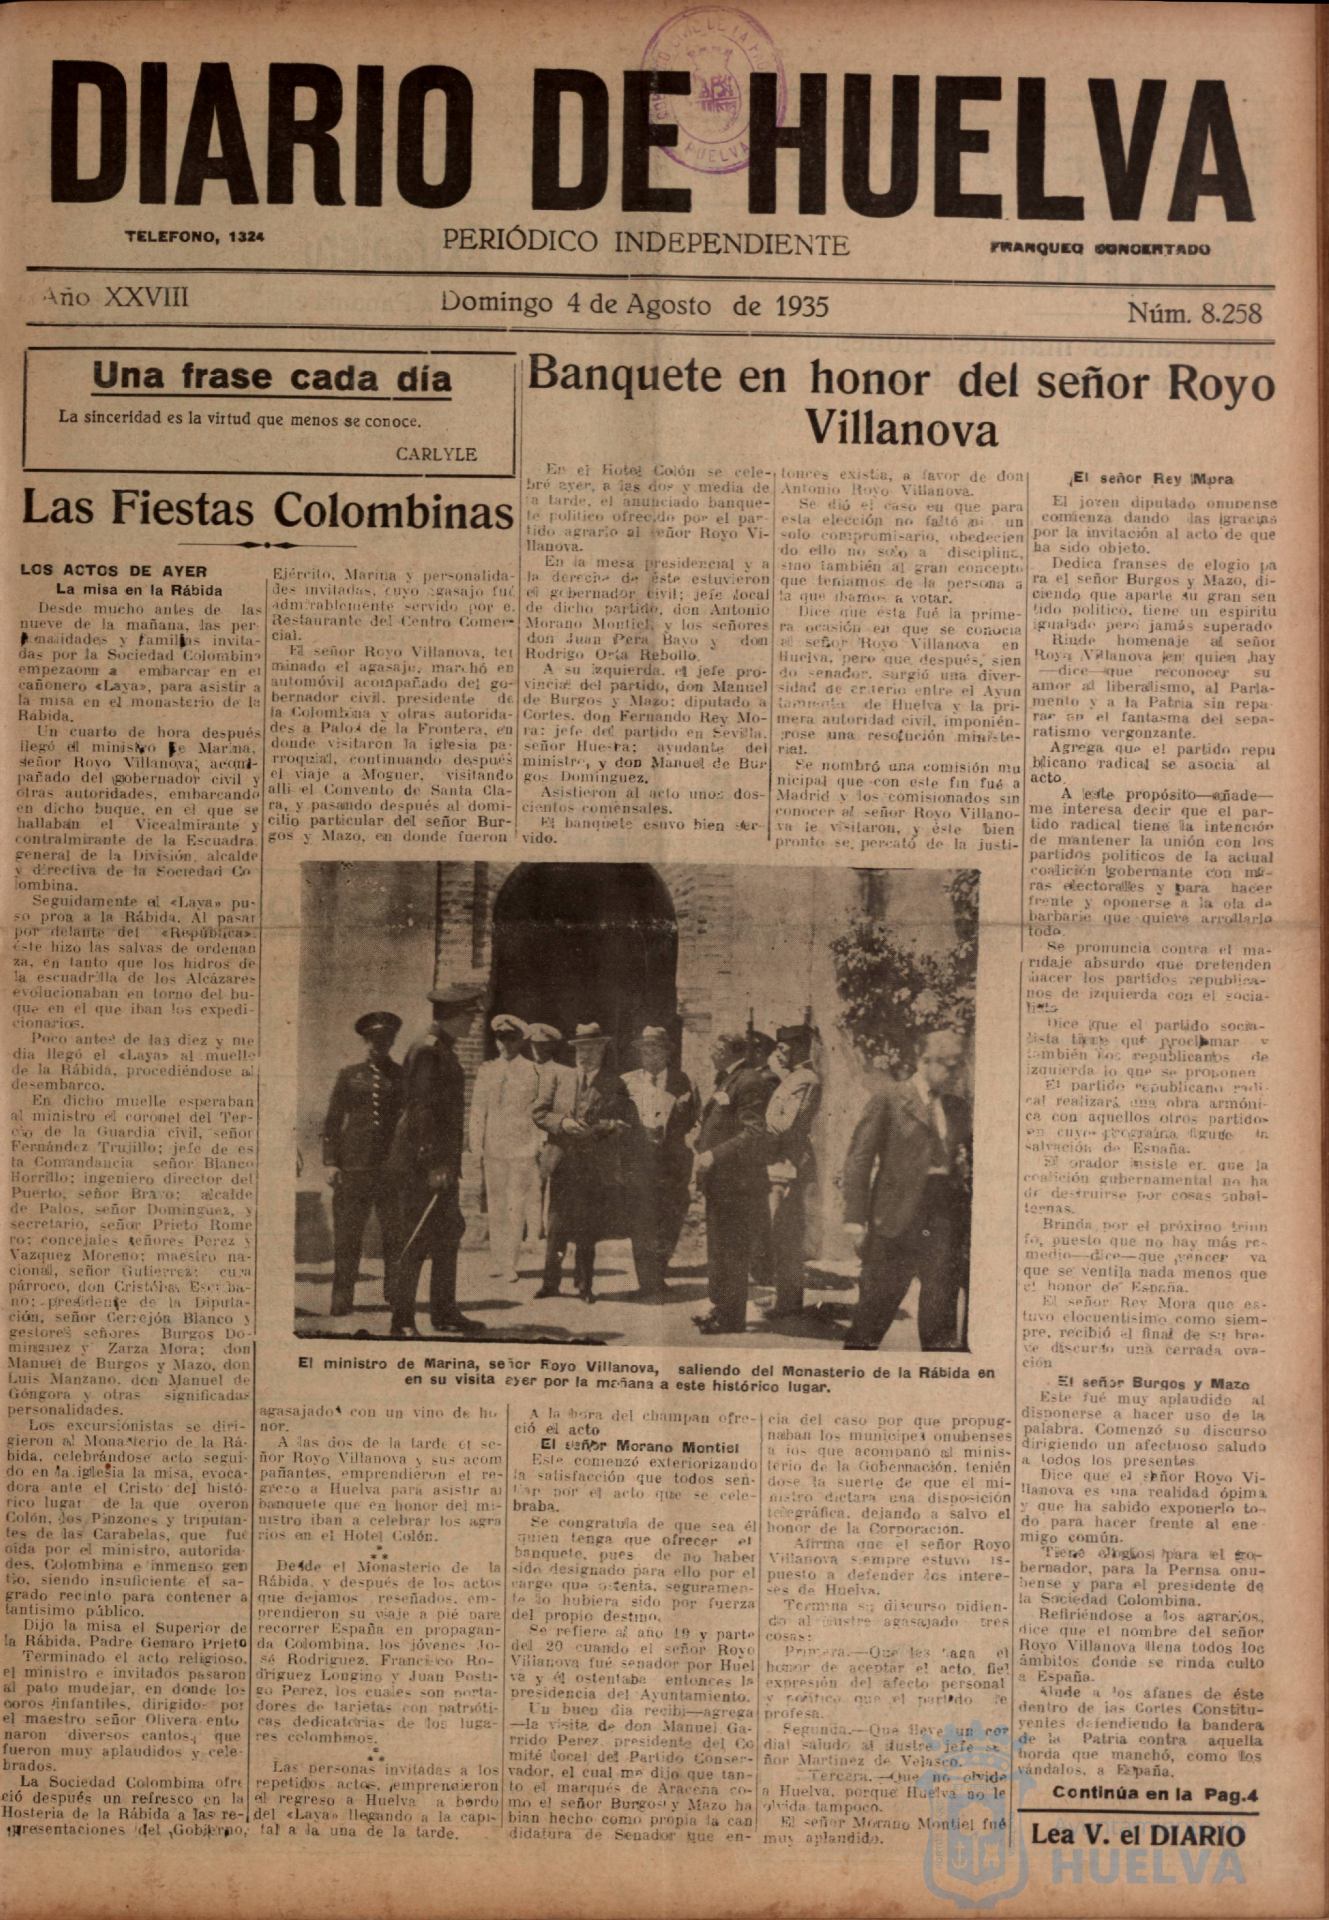 DIARIO DE HUELVA
TELEFONO, 1324
PERIÓDICO INDEPENDIENTE
FRANQUEO CONCERTADO
Año XXVIII
Domingo 4 de Agosto de 1935
Núm. 8.258
Una frase cada día
La sinceridad es la virtud que menos se conoce.
CARLYLE
Las Fiestas Colombinas
LOS ACTOS DE AYER
La misa en la Rábida
Desde mucho antes de las
nueve de la mañana, las per-
sonalidades y familias invita-
das por la Sociedad Colombina
empezaorn a embarcar en el
cañonero «Laya», para asistir a
la misa en el monasterio de la
Rábida.
Un cuarto de hora después
llegó el ministro de Marina,
señor Royo Villanova; acom-
pañado del gobernador civil y
otras autoridades, embarcando
en dicho buque, en el que se
hallaban el Vicealmirante y
contralmirante de la Escuadra,
general de la División, alcalde
y directiva de la Sociedad Co
lombina.
Seguidamente el «Laya» pu-
so proa a la Rábida. Al pasar
por delante del «República»,
éste hizo las salvas de ordenan
za, en tanto que los hidros de
la escuadrilla de los Alcázares
evolucionaban en torno del bu-
que en el que iban los expedi-
cionarios.
Poco antes de las diez y me
dia llegó el «Laya» al muelle
de la Rábida, procediéndose al
desembarco.
En dicho muelle esperaban
al ministro el coronel del Ter-
cio de la Guardia civil, señor
Fernández Trujillo; jefe de es
ta Comandancia señor Blanco
Horrillo; ingeniero director del
Puerto, señor Bravo; alcalde
de Palos, señor Domínguez, y
secretario, señor Prieto Rome
ro; concejales señores Perez y
Vazquez Moreno; maestro na-
cional, señor Gutierrez; cura
párroco, don Cristóbal Escriba-
no; presidente de la Diputa-
ción, señor Cerrejón Blanco y
gestores señores Burgos Do-
mínguez y Zarza Mora; don
Manuel de Burgos y Mazo, don
Luis Manzano, don Manuel de
Góngora y otras significadas
personalidades.
Los excursionistas se diri-
gieron al Monasterio de la Rá-
bida, celebrándose acto segui-
do en la iglesia la misa, evoca-
dora ante el Cristo del histó-
rico lugar de la que oyeron
Colón, los Pinzones y tripulan-
tes de las Carabelas, que fué
oida por el ministro, autorida-
des, Colombina e inmenso gen
tío, siendo insuficiente el sa-
grado recinto para contener a
tantísimo público.
Dijo la misa el Superior de
la Rábida, Padre Genaro Prieto
Terminado el acto religioso,
el ministro e invitados pasaron
al pato mudejar, en donde los
coros infantiles, dirigidos por
el maestro señor Olivera ento
naron diversos cantos, que
fueron muy aplaudidos y cele-
brados.
La Sociedad Colombina ofre
ció después un refresco en la
Hosteria de la Rábida a las re-
presentaciones del Gobierno,
Ejército, Marina y personalida-
des invitadas, cuyo agasajo fué
admirablemente servido por el
Restaurante del Centro Comer-
cial.
El señor Royo Villanova, ter
minado el agasajo, marchó en
automóvil acompañado del go-
bernador civil, presidente de
la Colombina y otras autorida-
des a Palos de la Frontera, en
donde visitaron la iglesia pa-
rroquial, continuando después
el viaje a Moguer, visitando
alli el Convento de Santa Cla-
ra, y pasando después al domi-
cilio particular del señor Bur-
gos y Mazo, en donde fueron
agasajados con un vino de ho
nor.
A las dos de la tarde el se-
ñor Royo Villanova y sus acom
pañantes, emprendieron el re-
greso a Huelva para asistir al
banquete que en honor del mi-
nistro iban a celebrar los agra
rios en el Hotel Colón.
* * *
Desde el Monasterio de la
Rábida, y después de los actos
que dejamos reseñados, em-
prendieron su viaje a pié para
recorrer España en propagan-
da Colombina, los jóvenes Jo-
sé Rodriguez, Francisco Ro-
driguez Longino y Juan Posti-
go Perez, los cuales son porta-
dores de tarjetas con patrióti-
cas dedicatorias de los luga-
res colombinos.
* * *
Las personas invitadas a los
repetidos actos, emprendieron
el regreso a Huelva a bordo
del «Laya» llegando a la capi-
tal a la una de la tarde.
Banquete en honor del señor Royo
Villanova
En el Hotel Colón se cele-
bró ayer, a las dos y media de
la tarde, el anunciado banque-
te político ofrecido por el par-
tido agrario al señor Royo Vi-
llanova.
En la mesa presidencial y a
la derecha de éste estuvieron
el gobernador civil; jefe local
de dicho partido, don Antonio
Morano Montiel, y los señores
don Juan Pera Bayo y don
Rodrigo Orta Rebollo.
A su izquierda, el jefe pro-
vincial del partido, don Manuel
de Burgos y Mazo; diputado a
Cortes, don Fernando Rey Mo-
ra; jefe del partido en Sevilla,
señor Huesta; ayudante del
ministro, y don Manuel de Bur
gos Domínguez.
Asistieron al acto unos dos-
cientos comensales.
El banquete esuvo bien ser-
vido.
tonces existía, a favor de don
Antonio Royo Villanova.
Se dió el caso en que para
esta elección no faltó ni un
solo compromisario, obedecien
do ello no solo a disciplina,
sino también al gran concepto
que teníamos de la persona a
la que ibamos a votar.
Dice que ésta fué la prime-
ra ocasión en que se conocia
al señor Royo Villanova en
Huelva, pero que después, sien
do senador, surgió una diver-
sidad de criterio entre el Ayun
tamiento de Huelva y la pri-
mera autoridad civil, imponién-
rose una resolución ministe-
rial.
Se nombró una comisión mu
nicipal que con este fin fué a
Madrid y los comisionados sin
conocer al señor Royo Villano-
va le visitaron, y éste bien
pronto se percató de la justi-
El ministro de Marina, señor Royo Villanova, saliendo del Monasterio de la Rábida en
en su visita ayer por la mañana a este histórico lugar.
A la hora del champan ofre-
ció el acto
El señor Morano Montiel
Este comenzó exteriorizando
la satisfacción que todos sen-
tían por el acto que se cele-
braba.
Se congratula de que sea él
quien tenga que ofrecer el
banquete, pues de no haber
sido designado para ello por el
cargo que ostenta, seguramen-
te lo hubiera sido por fuerza
del propio destino.
Se refiere al año 19 y parte
del 20 cuando el señor Royo
Villanova fué senador por Huel
va y él ostentaba entonces la
presidencia del Ayuntamiento.
Un buen día recibi—agrega
—la visita de don Manuel Ga-
rrido Perez, presidente del Co
mité local del Partido Conser-
vador, el cual me dijo que tan-
to el marqués de Aracena co-
mo el señor Burgos y Mazo ha
bian hecho como propia la can
didatura de Senador que en-
cia del caso por que propug-
naban los municipes onubenses
a los que acompañó al minis-
terio de la Gobernación, tenién
dose la suerte de que el mi-
nistro dictara una disposición
telegráfica, dejando a salvo el
honor de la Corporación.
Afirma que el señor Royo
Villanova siempre estuvo is-
puesto a defender los intere-
ses de Huelva.
Termina su discurso pidien-
do al ilustre agasajado tres
cosas:
Primera.—Que les haga el
honor de aceptar el acto, fiel
expresión del afecto personal
y político que el partido le
profesa.
Segunda.—Que lleve un cor
dial saludo al ilustre jefe se-
ñor Martínez de Velasco.
Tercera.—Que no olvide
a Huelva, porque Huelva no le
olvida tampoco.
El señor Morano Montiel fué
muy aplaudido.
El señor Rey Mora
El joven diputado onubense
comienza dando las gracias
por la invitación al acto de que
ha sido objeto.
Dedica franses de elogio pa
ra el señor Burgos y Mazo, di-
ciendo que aparte su gran sen
tido político, tiene un espiritu
igualado pero jamás superado
Rinde homenaje al señor
Royo Villanova en quien hay
—dice—que reconocer su
amor al liberalismo, al Parla-
mento y a la Patria sin repa-
rar en el fantasma del sepa-
ratismo vergonzante.
Agrega que el partido repu
blicano radical se asocia al
acto.
A este propósito—añade—
me interesa decir que el par-
tido radical tiene la intención
de mantener la unión con los
partidos políticos de la actual
coalición gobernante con mi-
ras electorales y para hacer
frente y oponerse a la ola de
barbarie que quiere arrollarlo
todo.
Se pronuncia contra el ma-
ridaje absurdo que pretenden
hacer los partidos republica-
nos de izquierda con el socia-
lista
Dice que el partido socia-
lista tiene que proclamar y
también los republicanos de
izquierda lo que se proponen
El partido republicano radi-
cal realizará una obra armóni-
ca con aquellos otros partidos
en cuyo programa figure la
salvación de España.
El orador insiste en que la
coalición gubernamental no ha
de destruirse por cosas subal-
ternas.
Brinda por el próximo triun
fo, puesto que no hay más re-
medio—dice—que vencer ya
que se ventila nada menos que
el honor de España.
El señor Rey Mora que es-
tuvo elocuentísimo como siem-
pre, recibió al final de su bre-
ve discurso una cerrada ova-
ción
El señor Burgos y Mazo
Este fué muy aplaudido al
disponerse a hacer uso de la
palabra. Comenzó su discurso
dirigiendo un afectuoso saludo
a todos los presentes
Dice que el señor Royo Vi-
llanova es una realidad ópima
y que ha sabido exponerlo to-
do para hacer frente al ene-
migo común.
Tiene elogios para el go-
bernador, para la Pernsa onu-
bense y para el presidente de
la Sociedad Colombina.
Refiriéndose a los agrarios,
dice que el nombre del señor
Royo Villanova llena todos los
ámbitos donde se rinda culto
a España.
Alude a los afanes de éste
dentro de las Cortes Constitu-
yentes defendiendo la bandera
de la Patria contra aquella
horda que manchó, como los
vándalos, a España.
Continúa en la Pag.4
Lea V. el DIARIO
HUELVA